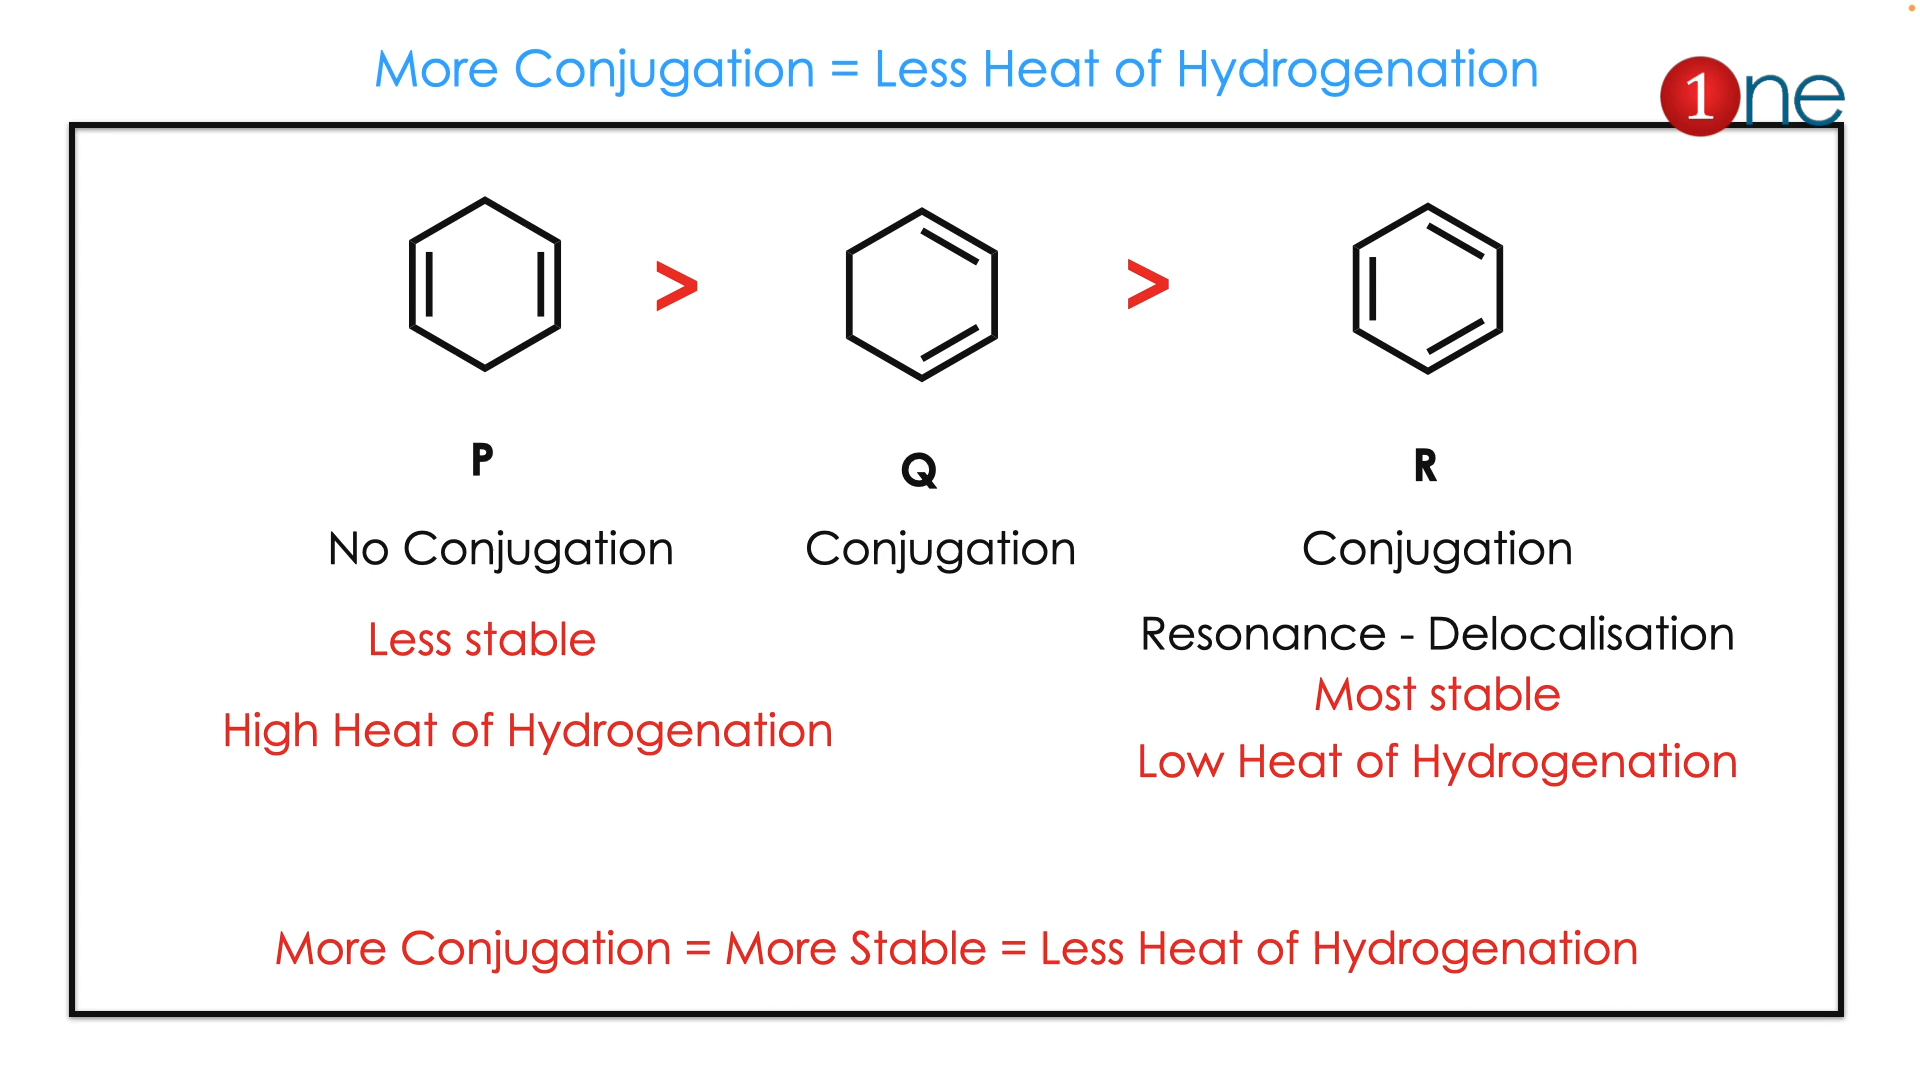 More Conjugation = Less Heat of Hydrogenation
1ne
> >
P Q R
No Conjugation Conjugation Conjugation
Less stable
Resonance - Delocalisation
Most stable
High Heat of Hydrogenation
Low Heat of Hydrogenation
More Conjugation = More Stable = Less Heat of Hydrogenation